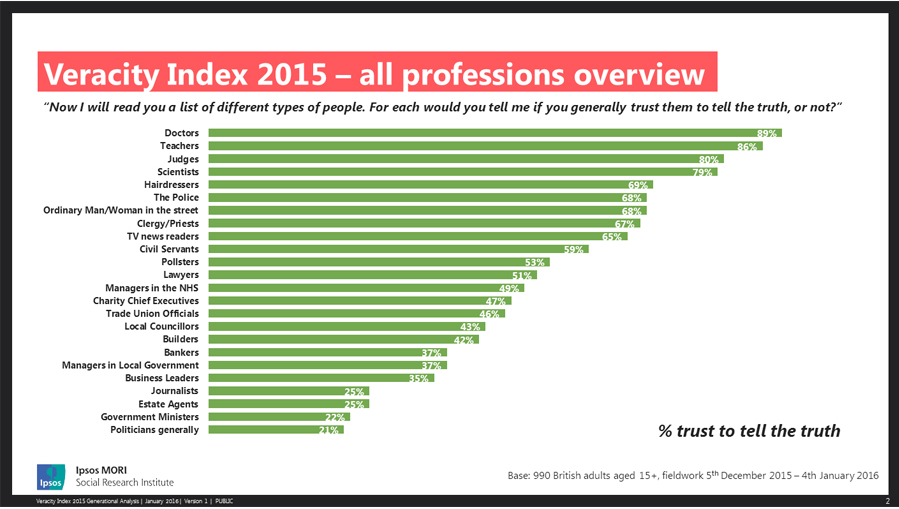 Veracity Index 2015 – all professions overview
“Now I will read you a list of different types of people. For each would you tell me if you generally trust them to tell the truth, or not?”
Doctors 89%
Teachers 86%
Judges 80%
Scientists 79%
Hairdressers 69%
The Police 68%
Ordinary Man/Woman in the street 68%
Clergy/Priests 67%
TV news readers 65%
Civil Servants 59%
Pollsters 53%
Lawyers 51%
Managers in the NHS 49%
Charity Chief Executives 47%
Trade Union Officials 46%
Local Councillors 43%
Builders 42%
Bankers 37%
Managers in Local Government 37%
Business Leaders 35%
Journalists 25%
Estate Agents 25%
Government Ministers 22%
Politicians generally 21%
% trust to tell the truth
Ipsos
Ipsos MORI
Social Research Institute
Base: 990 British adults aged 15+, fieldwork 5th December 2015 – 4th January 2016
Veracity Index 2015 Generational Analysis | January 2016 | Version 1 | PUBLIC
2